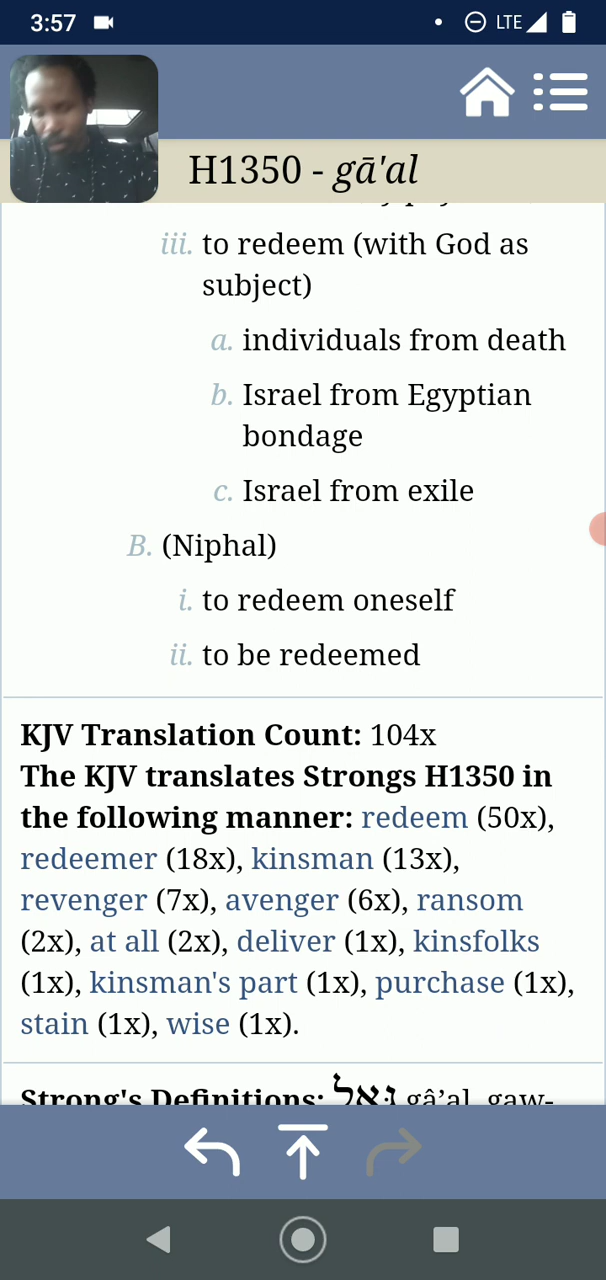 3:57
LTE
H1350 - gā'al
iii. to redeem (with God as
subject)
a. individuals from death
b. Israel from Egyptian
bondage
c. Israel from exile
B. (Niphal)
i. to redeem oneself
ii. to be redeemed
KJV Translation Count: 104x
The KJV translates Strongs H1350 in
the following manner: redeem (50x),
redeemer (18x), kinsman (13x),
revenger (7x), avenger (6x), ransom
(2x), at all (2x), deliver (1x), kinsfolks
(1x), kinsman's part (1x), purchase (1x),
stain (1x), wise (1x).
Strong's Definitions: גָּאַל gâʼal, gaw-